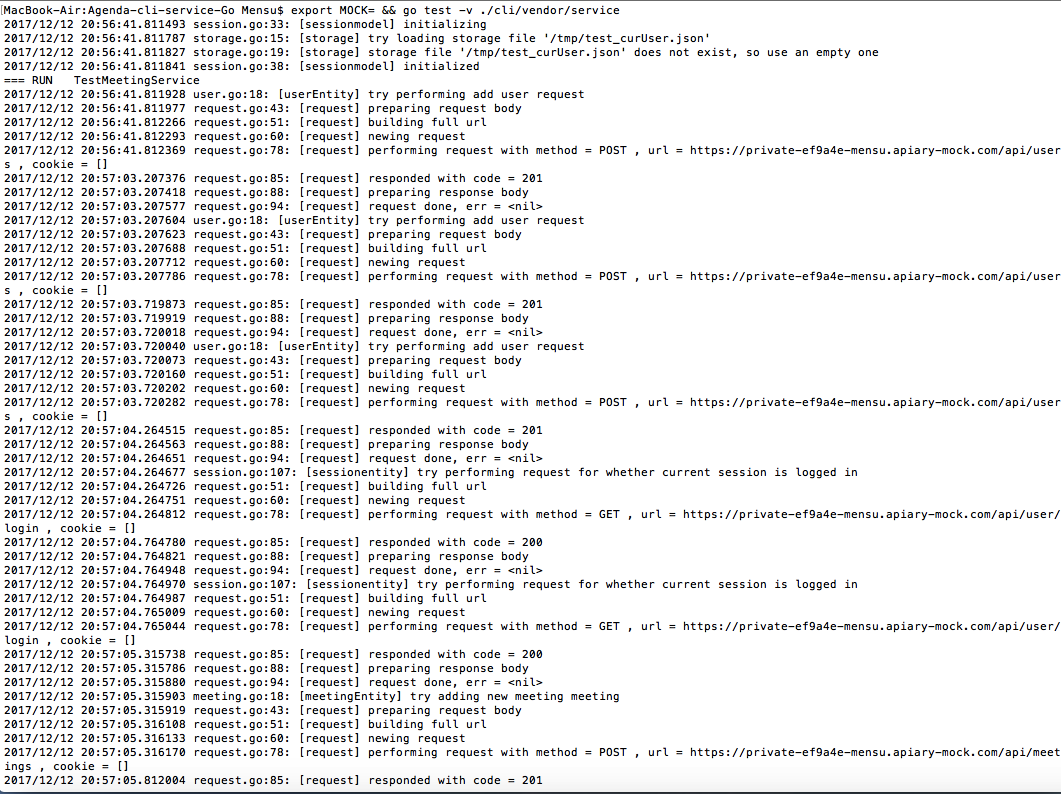 [MacBook-Air:Agenda-cli-service-Go Mensu$ export MOCK= && go test -v ./cli/vendor/service
2017/12/12 20:56:41.811493 session.go:33: [sessionmodel] initializing
2017/12/12 20:56:41.811787 storage.go:15: [storage] try loading storage file '/tmp/test_curUser.json'
2017/12/12 20:56:41.811827 storage.go:19: [storage] storage file '/tmp/test_curUser.json' does not exist, so use an empty one
2017/12/12 20:56:41.811841 session.go:38: [sessionmodel] initialized
=== RUN   TestMeetingService
2017/12/12 20:56:41.811928 user.go:18: [userEntity] try performing add user request
2017/12/12 20:56:41.811977 request.go:43: [request] preparing request body
2017/12/12 20:56:41.812266 request.go:51: [request] building full url
2017/12/12 20:56:41.812293 request.go:60: [request] newing request
2017/12/12 20:56:41.812369 request.go:78: [request] performing request with method = POST , url = https://private-ef9a4e-mensu.apiary-mock.com/api/user
s , cookie = []
2017/12/12 20:57:03.207376 request.go:85: [request] responded with code = 201
2017/12/12 20:57:03.207418 request.go:88: [request] preparing response body
2017/12/12 20:57:03.207577 request.go:94: [request] request done, err = <nil>
2017/12/12 20:57:03.207604 user.go:18: [userEntity] try performing add user request
2017/12/12 20:57:03.207623 request.go:43: [request] preparing request body
2017/12/12 20:57:03.207688 request.go:51: [request] building full url
2017/12/12 20:57:03.207712 request.go:60: [request] newing request
2017/12/12 20:57:03.207786 request.go:78: [request] performing request with method = POST , url = https://private-ef9a4e-mensu.apiary-mock.com/api/user
s , cookie = []
2017/12/12 20:57:03.719873 request.go:85: [request] responded with code = 201
2017/12/12 20:57:03.719919 request.go:88: [request] preparing response body
2017/12/12 20:57:03.720018 request.go:94: [request] request done, err = <nil>
2017/12/12 20:57:03.720040 user.go:18: [userEntity] try performing add user request
2017/12/12 20:57:03.720073 request.go:43: [request] preparing request body
2017/12/12 20:57:03.720160 request.go:51: [request] building full url
2017/12/12 20:57:03.720202 request.go:60: [request] newing request
2017/12/12 20:57:03.720282 request.go:78: [request] performing request with method = POST , url = https://private-ef9a4e-mensu.apiary-mock.com/api/user
s , cookie = []
2017/12/12 20:57:04.264515 request.go:85: [request] responded with code = 201
2017/12/12 20:57:04.264563 request.go:88: [request] preparing response body
2017/12/12 20:57:04.264651 request.go:94: [request] request done, err = <nil>
2017/12/12 20:57:04.264677 session.go:107: [sessionentity] try performing request for whether current session is logged in
2017/12/12 20:57:04.264726 request.go:51: [request] building full url
2017/12/12 20:57:04.264751 request.go:60: [request] newing request
2017/12/12 20:57:04.264812 request.go:78: [request] performing request with method = GET , url = https://private-ef9a4e-mensu.apiary-mock.com/api/user/
login , cookie = []
2017/12/12 20:57:04.764780 request.go:85: [request] responded with code = 200
2017/12/12 20:57:04.764821 request.go:88: [request] preparing response body
2017/12/12 20:57:04.764948 request.go:94: [request] request done, err = <nil>
2017/12/12 20:57:04.764970 session.go:107: [sessionentity] try performing request for whether current session is logged in
2017/12/12 20:57:04.764987 request.go:51: [request] building full url
2017/12/12 20:57:04.765009 request.go:60: [request] newing request
2017/12/12 20:57:04.765044 request.go:78: [request] performing request with method = GET , url = https://private-ef9a4e-mensu.apiary-mock.com/api/user/
login , cookie = []
2017/12/12 20:57:05.315738 request.go:85: [request] responded with code = 200
2017/12/12 20:57:05.315786 request.go:88: [request] preparing response body
2017/12/12 20:57:05.315880 request.go:94: [request] request done, err = <nil>
2017/12/12 20:57:05.315903 meeting.go:18: [meetingEntity] try adding new meeting meeting
2017/12/12 20:57:05.315919 request.go:43: [request] preparing request body
2017/12/12 20:57:05.316108 request.go:51: [request] building full url
2017/12/12 20:57:05.316133 request.go:60: [request] newing request
2017/12/12 20:57:05.316170 request.go:78: [request] performing request with method = POST , url = https://private-ef9a4e-mensu.apiary-mock.com/api/meet
ings , cookie = []
2017/12/12 20:57:05.812004 request.go:85: [request] responded with code = 201